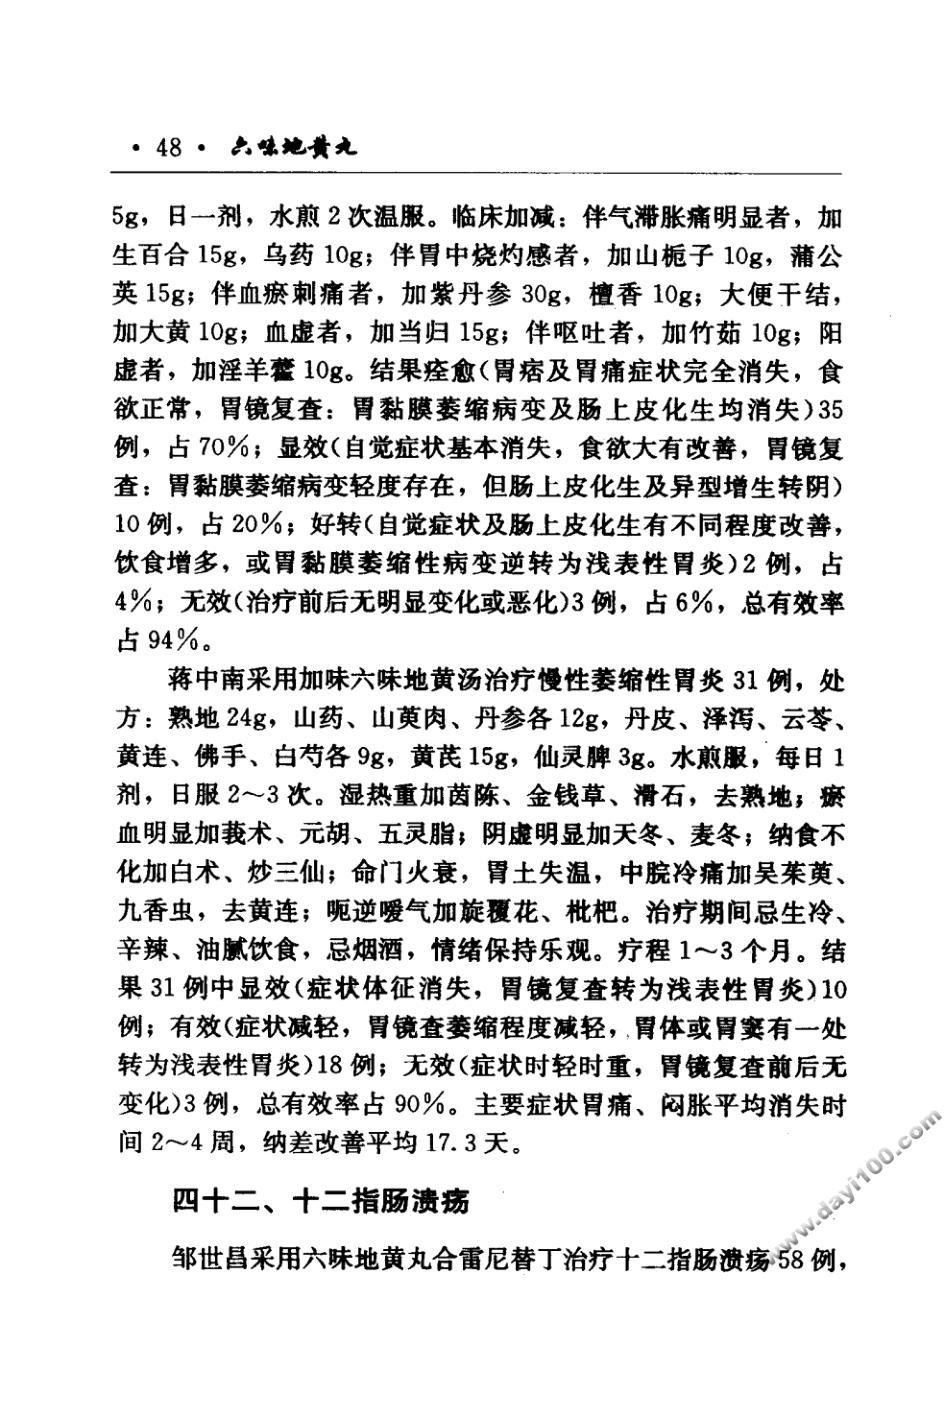 · 48 · 六味地黄丸
5g，日一剂，水煎 2 次温服。临床加减：伴气滞胀痛明显者，加
生百合 15g，乌药 10g；伴胃中烧灼感者，加山栀子 10g，蒲公
英 15g；伴血瘀刺痛者，加紫丹参 30g，檀香 10g；大便干结，
加大黄 10g；血虚者，加当归 15g；伴呕吐者，加竹茹 10g；阳
虚者，加淫羊藿 10g。结果痊愈(胃痞及胃痛症状完全消失，食
欲正常，胃镜复查：胃黏膜萎缩病变及肠上皮化生均消失)35
例，占 70%；显效(自觉症状基本消失，食欲大有改善，胃镜复
查：胃黏膜萎缩病变轻度存在，但肠上皮化生及异型增生转阴)
10 例，占 20%；好转(自觉症状及肠上皮化生有不同程度改善，
饮食增多，或胃黏膜萎缩性病变逆转为浅表性胃炎)2 例，占
4%；无效(治疗前后无明显变化或恶化)3 例，占 6%，总有效率
占 94%。
蒋中南采用加味六味地黄汤治疗慢性萎缩性胃炎 31 例，处
方：熟地 24g，山药、山萸肉、丹参各 12g，丹皮、泽泻、云苓、
黄连、佛手、白芍各 9g，黄芪 15g，仙灵脾 3g。水煎服，每日 1
剂，日服 2～3 次。湿热重加茵陈、金钱草、滑石，去熟地；瘀
血明显加莪术、元胡、五灵脂；阴虚明显加天冬、麦冬；纳食不
化加白术、炒三仙；命门火衰，胃土失温，中脘冷痛加吴茱萸、
九香虫，去黄连；呃逆嗳气加旋覆花、枇杷。治疗期间忌生冷、
辛辣、油腻饮食，忌烟酒，情绪保持乐观。疗程 1～3 个月。结
果 31 例中显效(症状体征消失，胃镜复查转为浅表性胃炎)10
例；有效(症状减轻，胃镜查萎缩程度减轻，胃体或胃窦有一处
转为浅表性胃炎)18 例；无效(症状时轻时重，胃镜复查前后无
变化)3 例，总有效率占 90%。主要症状胃痛、闷胀平均消失时
间 2～4 周，纳差改善平均 17.3 天。
四十二、十二指肠溃疡
邹世昌采用六味地黄丸合雷尼替丁治疗十二指肠溃疡 58 例，
www.dayi100.com